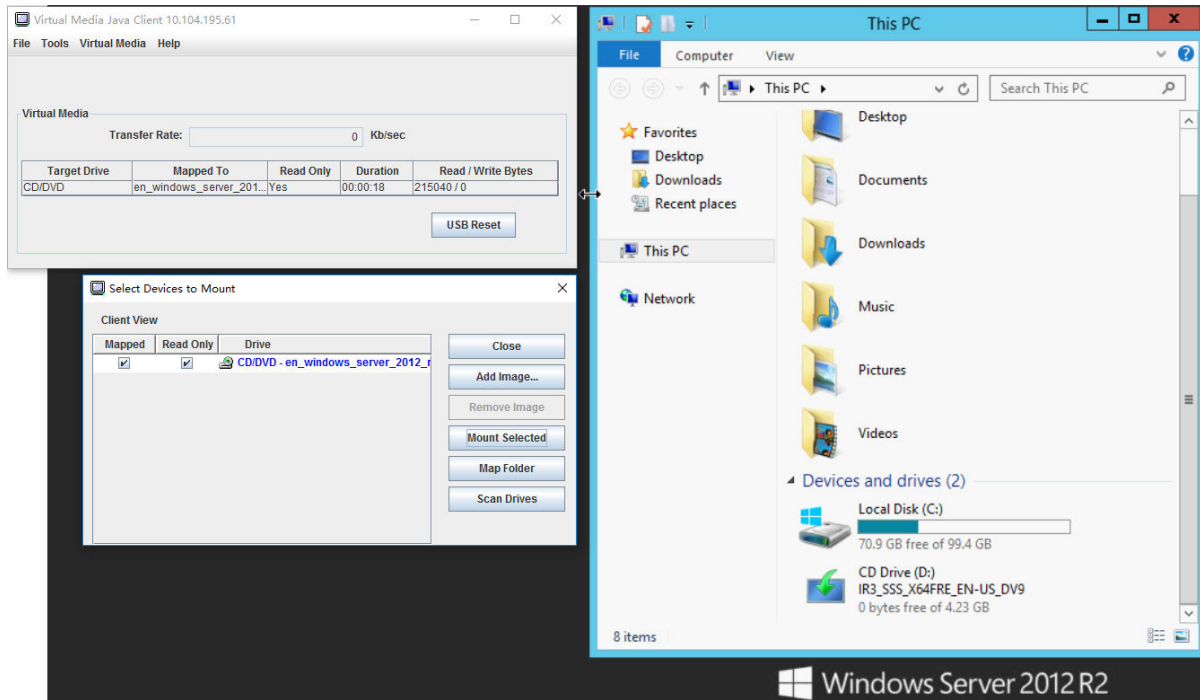 Virtual Media Java Client 10.104.195.61
File Tools Virtual Media Help
Virtual Media
Transfer Rate: 0 Kb/sec
Target Drive Mapped To Read Only Duration Read / Write Bytes
CD/DVD en_windows_server_201... Yes 00:00:18 215040 / 0
USB Reset
Select Devices to Mount
Client View
Mapped Read Only Drive
CD/DVD - en_windows_server_2012_r
Close
Add Image...
Remove Image
Mount Selected
Map Folder
Scan Drives
This PC
File Computer View
This PC
Search This PC
Favorites
Desktop
Downloads
Recent places
This PC
Network
Desktop
Documents
Downloads
Music
Pictures
Videos
Devices and drives (2)
Local Disk (C:)
70.9 GB free of 99.4 GB
CD Drive (D:)
IR3_SSS_X64FRE_EN-US_DV9
0 bytes free of 4.23 GB
8 items
Windows Server 2012 R2